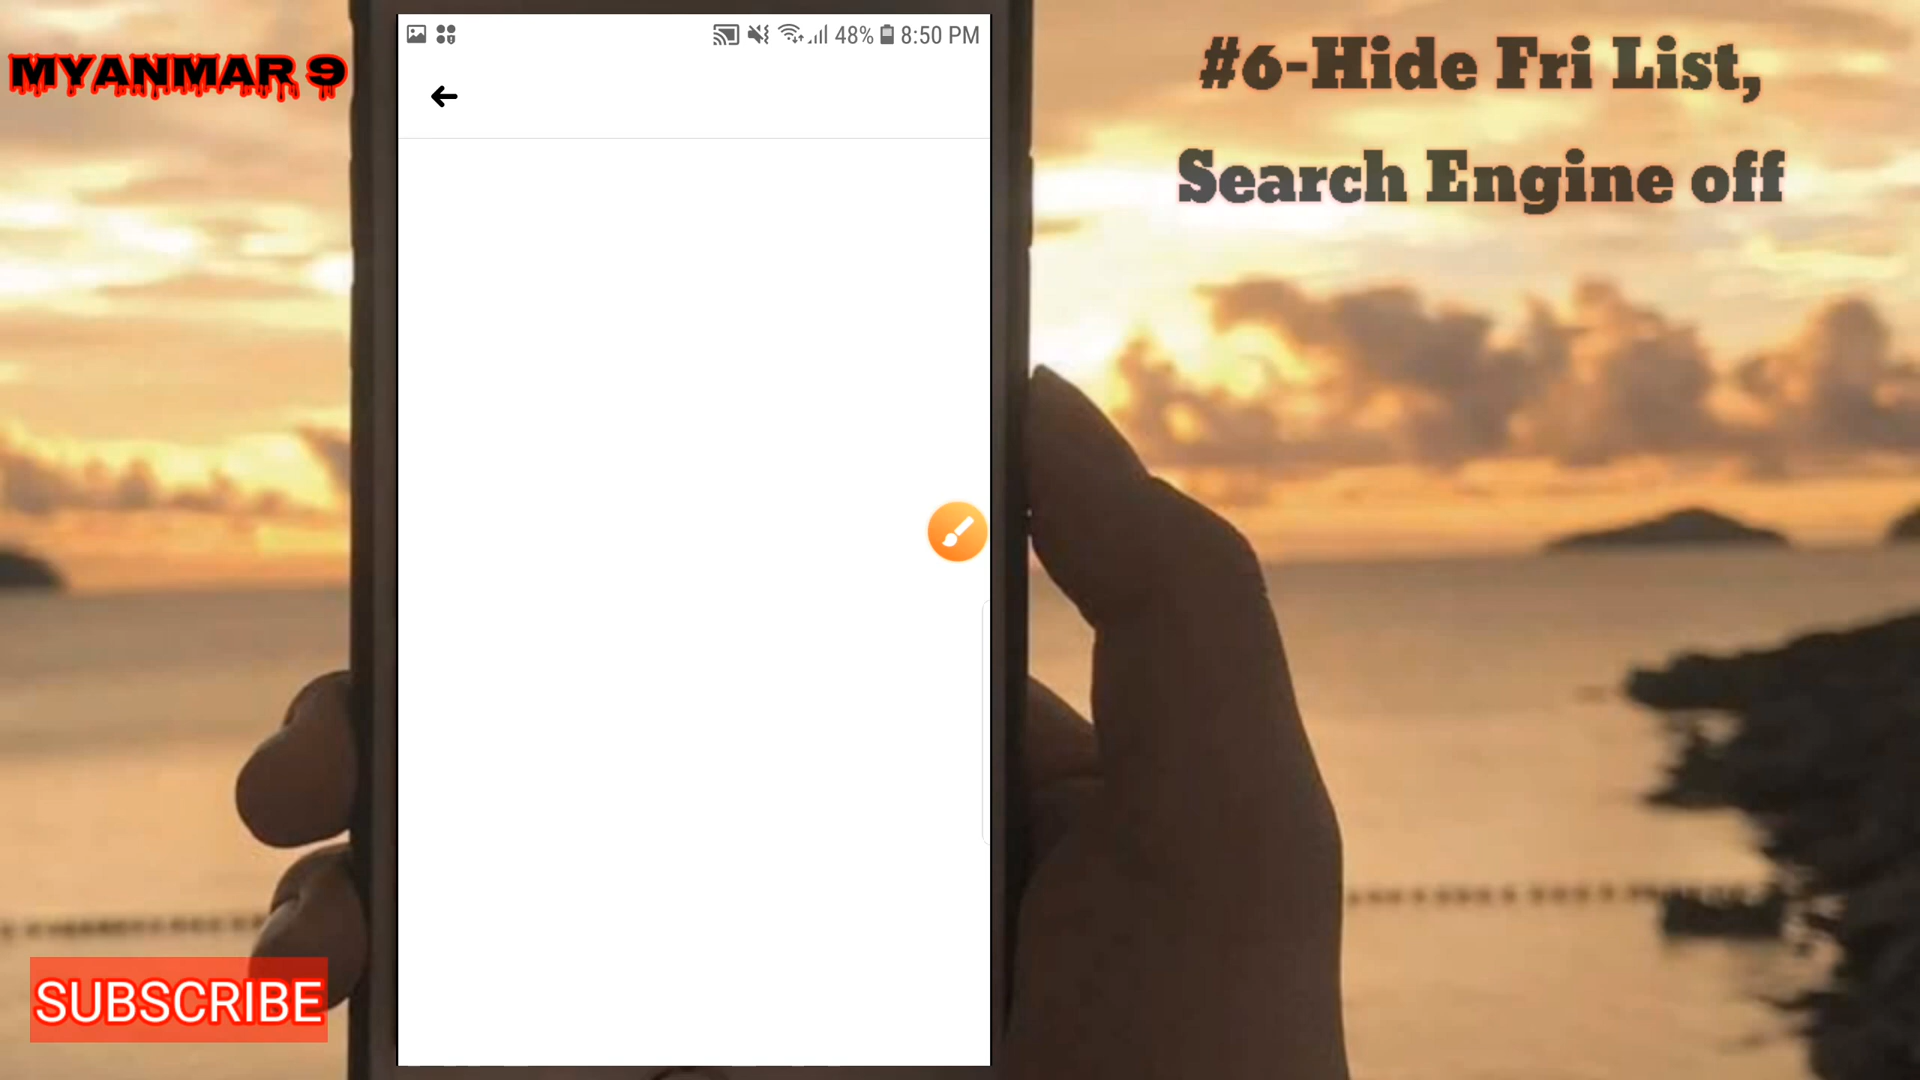 MYANMAR 9
48% 8:50 PM
#6-Hide Fri List,
Search Engine off
SUBSCRIBE